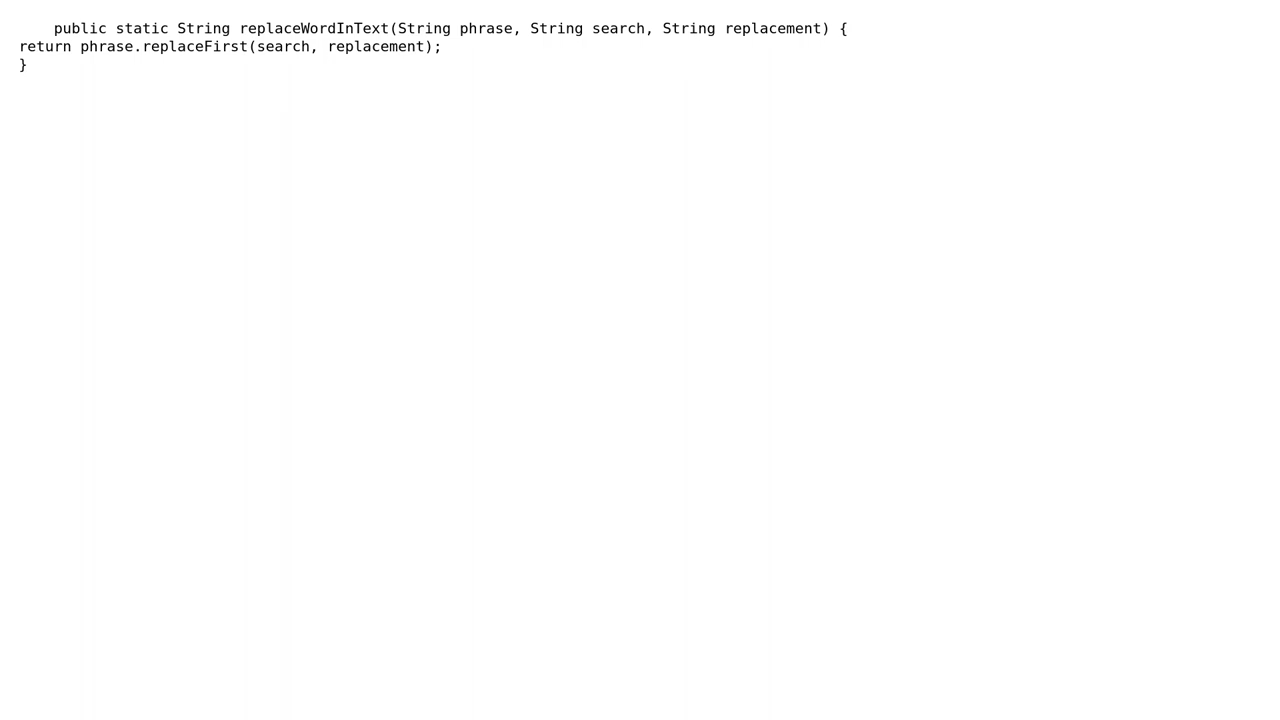 public static String replaceWordInText(String phrase, String search, String replacement) {
return phrase.replaceFirst(search, replacement);
}